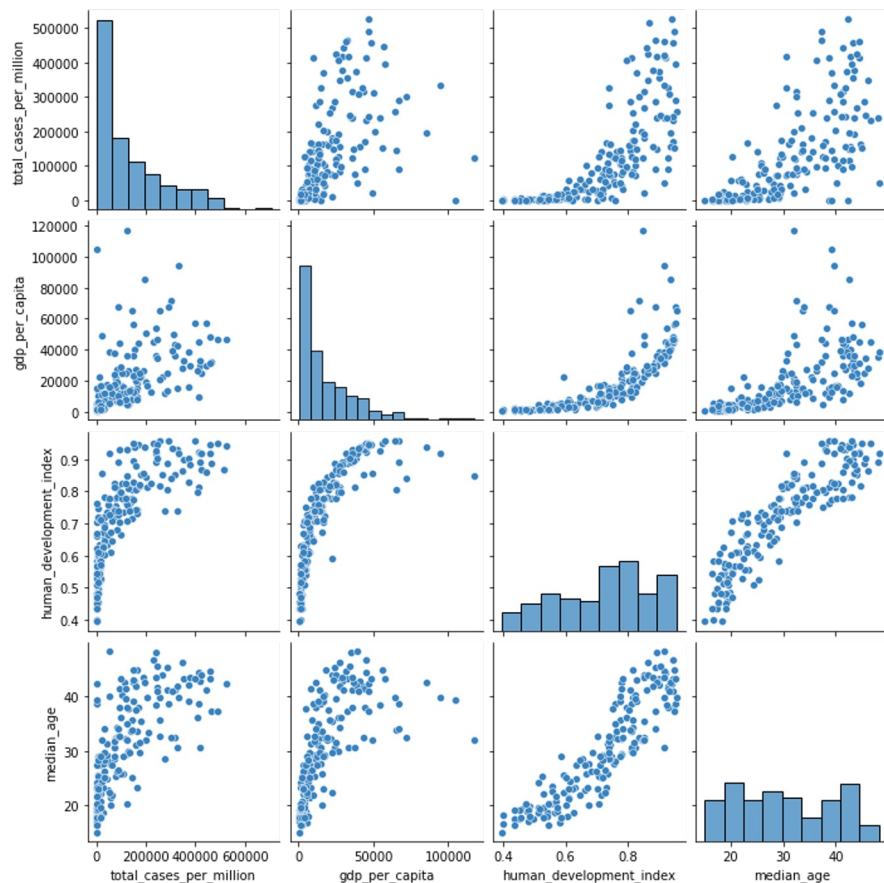 500000
400000
300000
200000
100000
0
total_cases_per_million
120000
100000
80000
60000
40000
20000
0
gdp_per_capita
0.9
0.8
0.7
0.6
0.5
0.4
human_development_index
40
30
20
median_age
0 200000 400000 600000
0 50000 100000
0.4 0.6 0.8
20 30 40
total_cases_per_million
gdp_per_capita
human_development_index
median_age